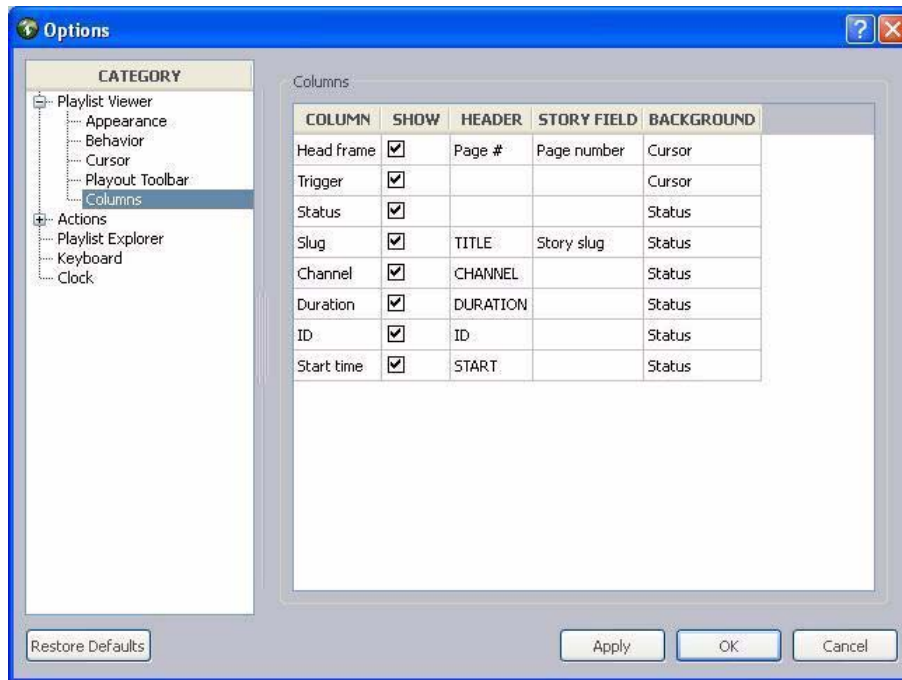 Options
CATEGORY
Playlist Viewer
Appearance
Behavior
Cursor
Playout Toolbar
Columns
Actions
Playlist Explorer
Keyboard
Clock
Columns
COLUMN SHOW HEADER STORY FIELD BACKGROUND
Head frame Page # Page number Cursor
Trigger Cursor
Status Status
Slug TITLE Story slug Status
Channel CHANNEL Status
Duration DURATION Status
ID ID Status
Start time START Status
Restore Defaults Apply OK Cancel